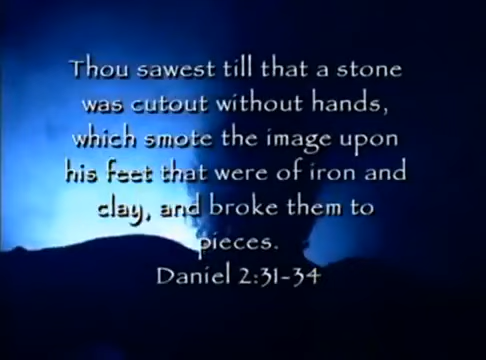 Thou sawest till that a stone
was cutout without hands,
which smote the image upon
his feet that were of iron and
clay, and broke them to
pieces.
Daniel 2:31-34